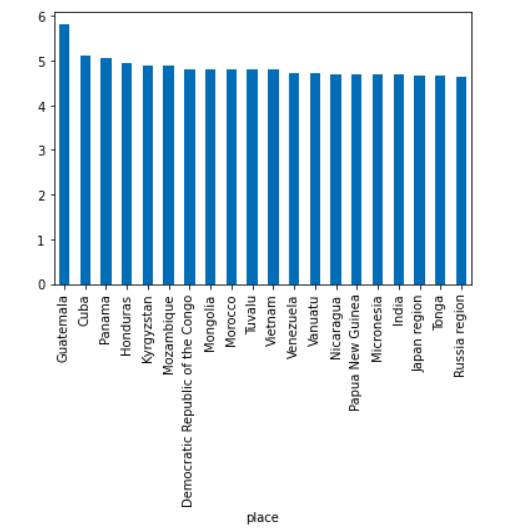 6
5
4
3
2
1
0
Guatemala
Cuba
Panama
Honduras
Kyrgyzstan
Mozambique
Democratic Republic of the Congo
Mongolia
Morocco
Tuvalu
Vietnam
Venezuela
Vanuatu
Nicaragua
Papua New Guinea
Micronesia
India
Japan region
Tonga
Russia region
place